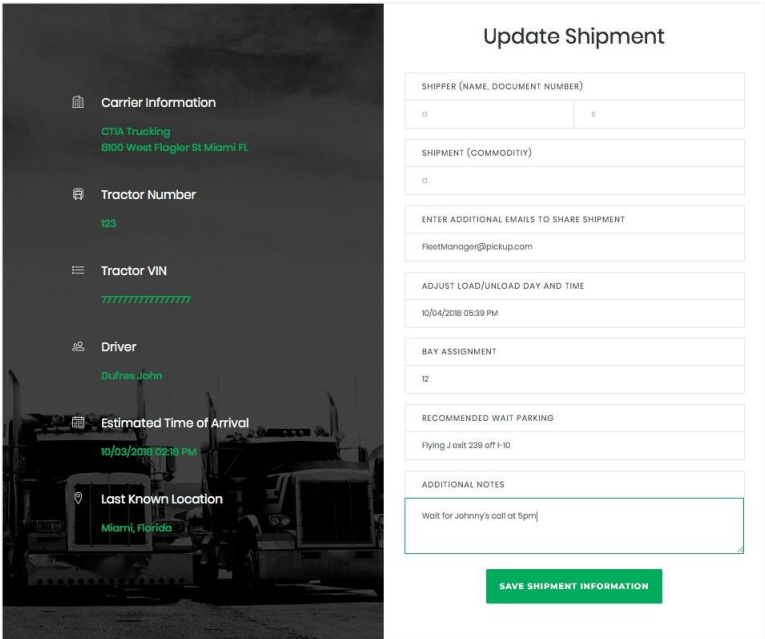 Carrier Information
CTIA Trucking
8100 West Flagler St Miami FL
Tractor Number
123
Tractor VIN
77777777777777777
Driver
Dufres John
Estimated Time of Arrival
10/03/2018 02:18 PM
Last Known Location
Miami, Florida
Update Shipment
SHIPPER (NAME, DOCUMENT NUMBER)
a s
SHIPMENT (COMMODITIY)
d
ENTER ADDITIONAL EMAILS TO SHARE SHIPMENT
FleetManager@pickup.com
ADJUST LOAD/UNLOAD DAY AND TIME
10/04/2018 05:39 PM
BAY ASSIGNMENT
12
RECOMMENDED WAIT PARKING
Flying J exit 239 off I-10
ADDITIONAL NOTES
Wait for Johnny's call at 5pm
SAVE SHIPMENT INFORMATION